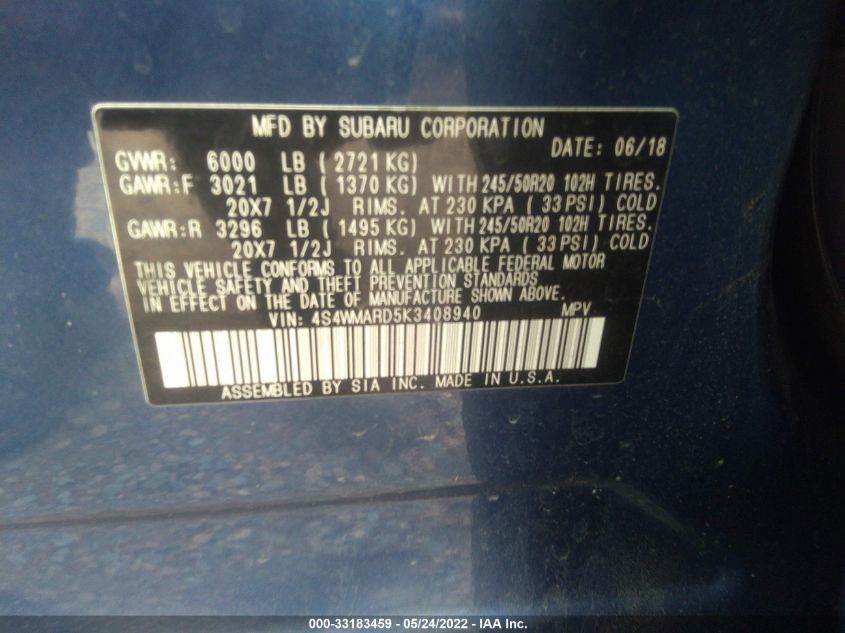 MFD BY SUBARU CORPORATION
DATE: 06/18
GVWR: 6000 LB ( 2721 KG)
GAWR:F 3021 LB ( 1370 KG) WITH 245/50R20 102H TIRES.
20X7 1/2J RIMS. AT 230 KPA ( 33 PSI) COLD
GAWR:R 3296 LB ( 1495 KG) WITH 245/50R20 102H TIRES.
20X7 1/2J RIMS. AT 230 KPA ( 33 PSI) COLD
THIS VEHICLE CONFORMS TO ALL APPLICABLE FEDERAL MOTOR
VEHICLE SAFETY AND THEFT PREVENTION STANDARDS
IN EFFECT ON THE DATE OF MANUFACTURE SHOWN ABOVE.
VIN: 4S4WMARD5K3408940 MPV
ASSEMBLED BY SIA INC. MADE IN U.S.A.
000-33183459 - 05/24/2022 - IAA Inc.